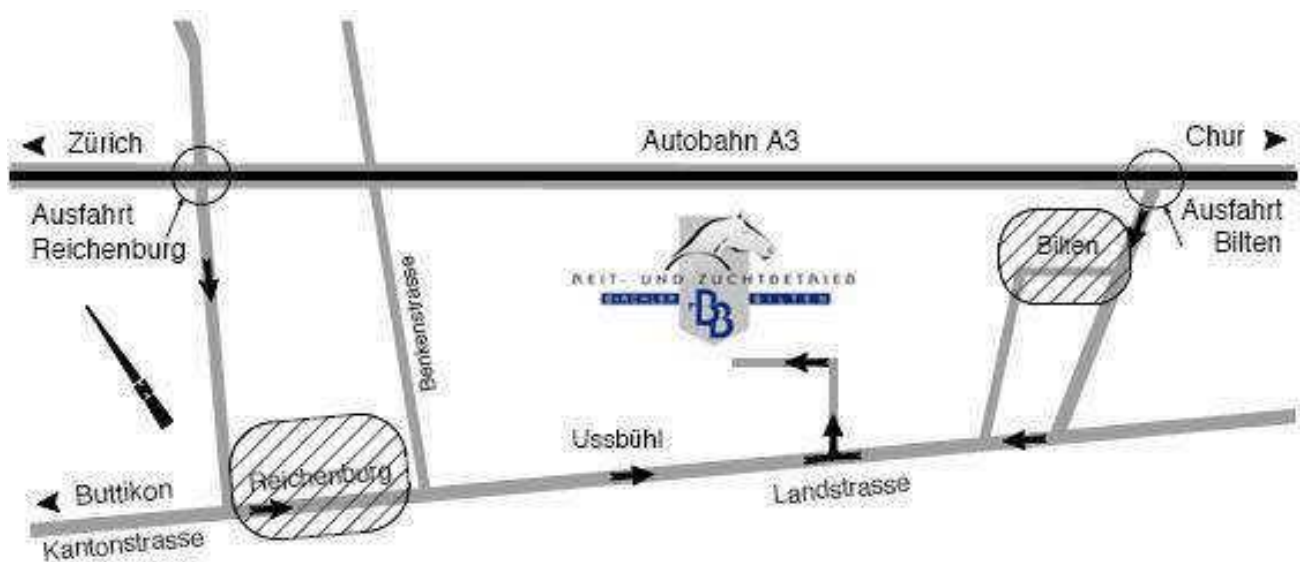 Zürich
Autobahn A3
Chur
Ausfahrt
Reichenburg
Ausfahrt
Bilten
Bilten
REIT- UND ZUCHTBETRIEB
BILTEN
BB
Benkenstrasse
N
Ussbühl
Reichenburg
Buttikon
Landstrasse
Kantonstrasse